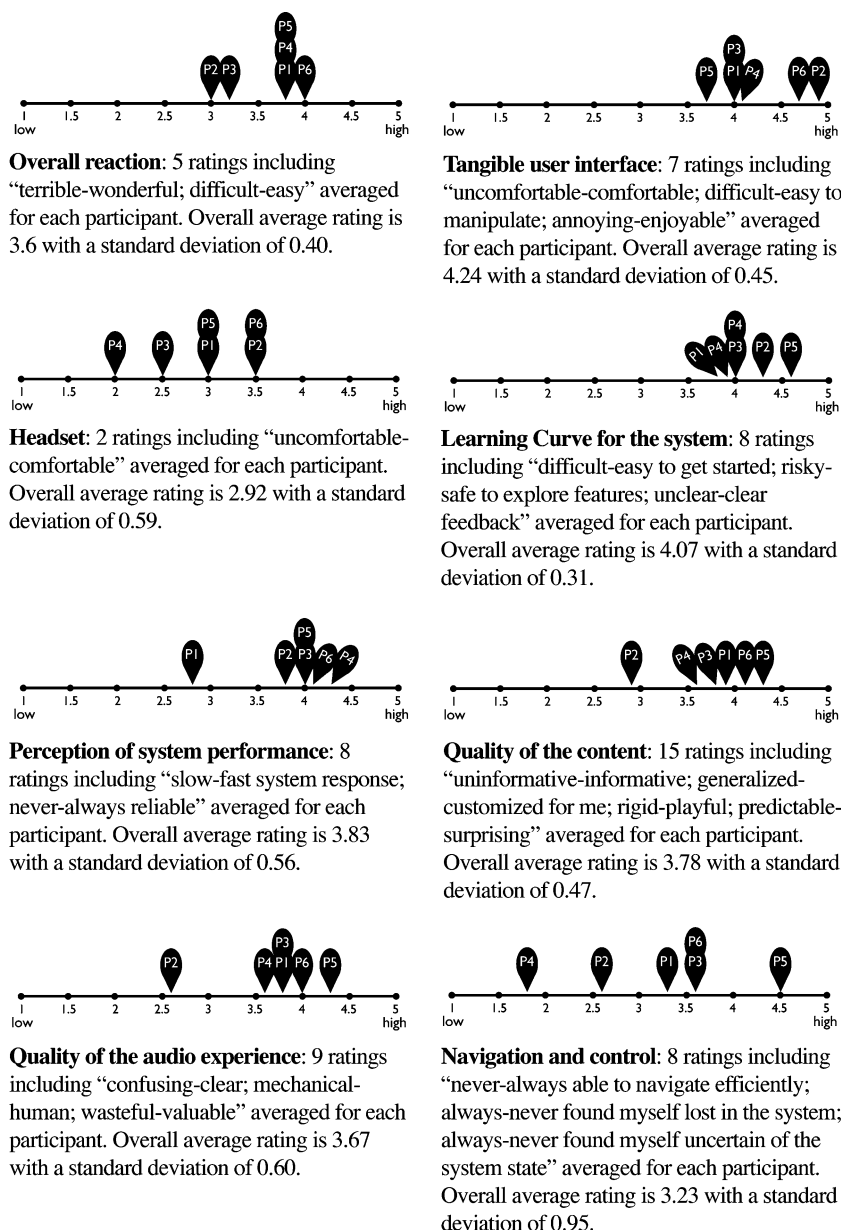 P5
P4
P2 P3 P1 P6
1 1.5 2 2.5 3 3.5 4 4.5 5
low high
Overall reaction: 5 ratings including
“terrible-wonderful; difficult-easy” averaged
for each participant. Overall average rating is
3.6 with a standard deviation of 0.40.
P3
P5 P1 P4 P6 P2
1 1.5 2 2.5 3 3.5 4 4.5 5
low high
Tangible user interface: 7 ratings including
“uncomfortable-comfortable; difficult-easy to
manipulate; annoying-enjoyable” averaged
for each participant. Overall average rating is
4.24 with a standard deviation of 0.45.
P5 P6
P4 P3 P1 P2
1 1.5 2 2.5 3 3.5 4 4.5 5
low high
Headset: 2 ratings including “uncomfortable-
comfortable” averaged for each participant.
Overall average rating is 2.92 with a standard
deviation of 0.59.
P4
P1 P4 P3 P2 P5
1 1.5 2 2.5 3 3.5 4 4.5 5
low high
Learning Curve for the system: 8 ratings
including “difficult-easy to get started; risky-
safe to explore features; unclear-clear
feedback” averaged for each participant.
Overall average rating is 4.07 with a standard
deviation of 0.31.
P5
P1 P2 P3 P6 P4
1 1.5 2 2.5 3 3.5 4 4.5 5
low high
Perception of system performance: 8
ratings including “slow-fast system response;
never-always reliable” averaged for each
participant. Overall average rating is 3.83
with a standard deviation of 0.56.
P2 P4 P3 P1 P6 P5
1 1.5 2 2.5 3 3.5 4 4.5 5
low high
Quality of the content: 15 ratings including
“uninformative-informative; generalized-
customized for me; rigid-playful; predictable-
surprising” averaged for each participant.
Overall average rating is 3.78 with a standard
deviation of 0.47.
P3
P2 P4 P1 P6 P5
1 1.5 2 2.5 3 3.5 4 4.5 5
low high
Quality of the audio experience: 9 ratings
including “confusing-clear; mechanical-
human; wasteful-valuable” averaged for each
participant. Overall average rating is 3.67
with a standard deviation of 0.60.
P6
P4 P2 P1 P3 P5
1 1.5 2 2.5 3 3.5 4 4.5 5
low high
Navigation and control: 8 ratings including
“never-always able to navigate efficiently;
always-never found myself lost in the system;
always-never found myself uncertain of the
system state” averaged for each participant.
Overall average rating is 3.23 with a standard
deviation of 0.95.